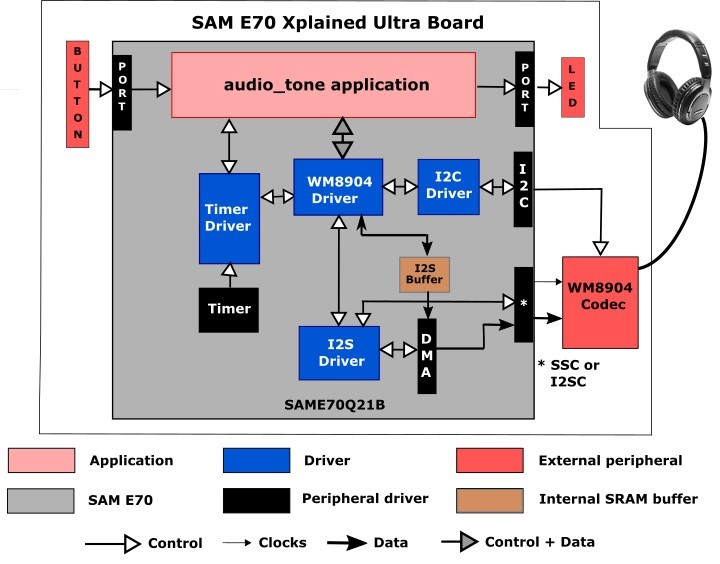 SAM E70 Xplained Ultra Board
BUTTON
PORT
audio_tone application
PORT
LED
Timer
Driver
WM8904
Driver
I2C
Driver
I2C
I2S
Buffer
Timer
*
WM8904
Codec
I2S
Driver
DMA
* SSC or
I2SC
SAME70Q21B
Application
Driver
External peripheral
SAM E70
Peripheral driver
Internal SRAM buffer
Control
Clocks
Data
Control + Data